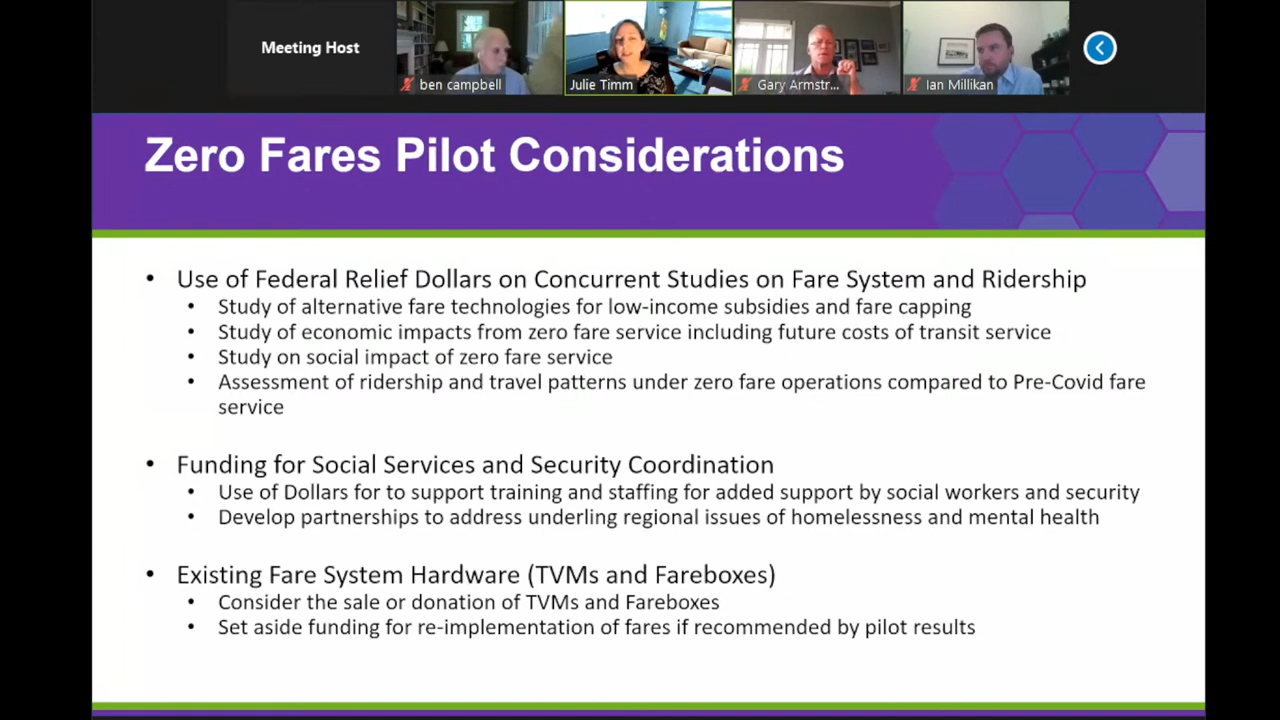 Meeting Host
ben campbell
Julie Timm
Gary Armstr...
Ian Millikan
Zero Fares Pilot Considerations
• Use of Federal Relief Dollars on Concurrent Studies on Fare System and Ridership
• Study of alternative fare technologies for low-income subsidies and fare capping
• Study of economic impacts from zero fare service including future costs of transit service
• Study on social impact of zero fare service
• Assessment of ridership and travel patterns under zero fare operations compared to Pre-Covid fare
service
• Funding for Social Services and Security Coordination
• Use of Dollars for to support training and staffing for added support by social workers and security
• Develop partnerships to address underling regional issues of homelessness and mental health
• Existing Fare System Hardware (TVMs and Fareboxes)
• Consider the sale or donation of TVMs and Fareboxes
• Set aside funding for re-implementation of fares if recommended by pilot results